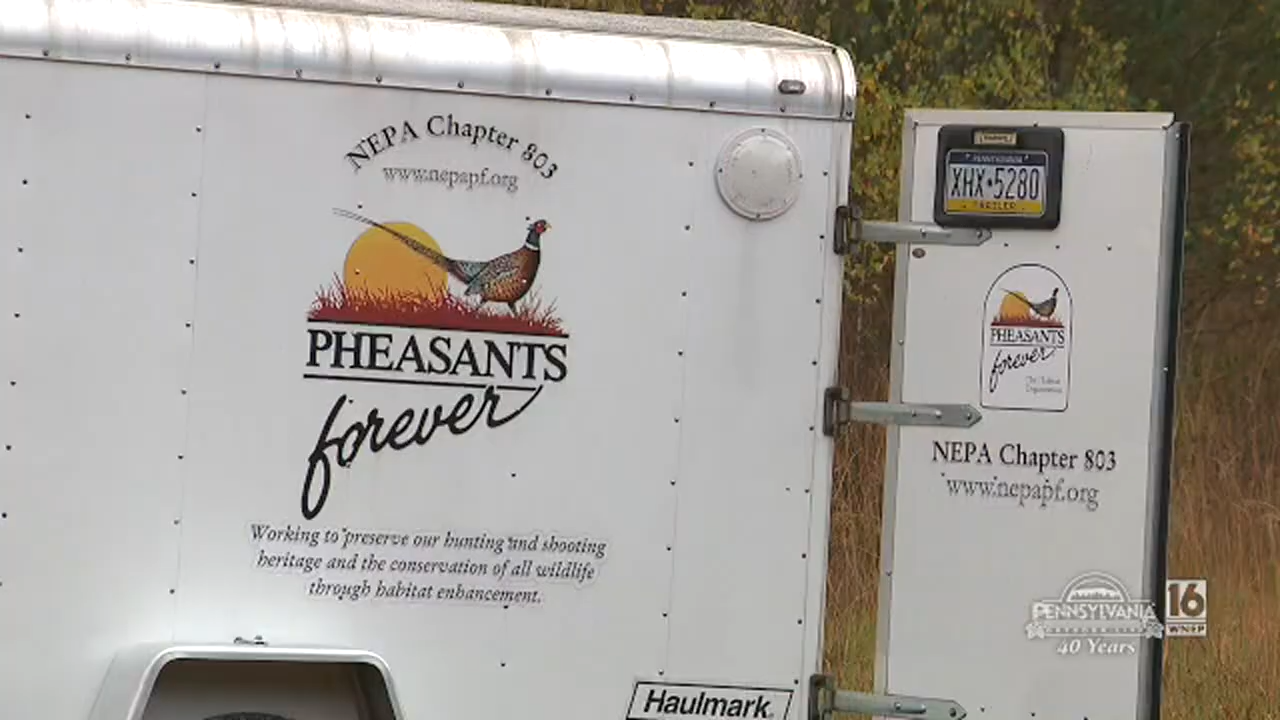 NEPA Chapter 803
www.nepapf.org
PHEASANTS
forever
Working to preserve our hunting and shooting
heritage and the conservation of all wildlife
through habitat enhancement.
Haulmark
PENNSYLVANIA
XHX•5280
TRAILER
PHEASANTS
forever
NEPA Chapter 803
www.nepapf.org
PENNSYLVANIA
40 Years
16
WNEP